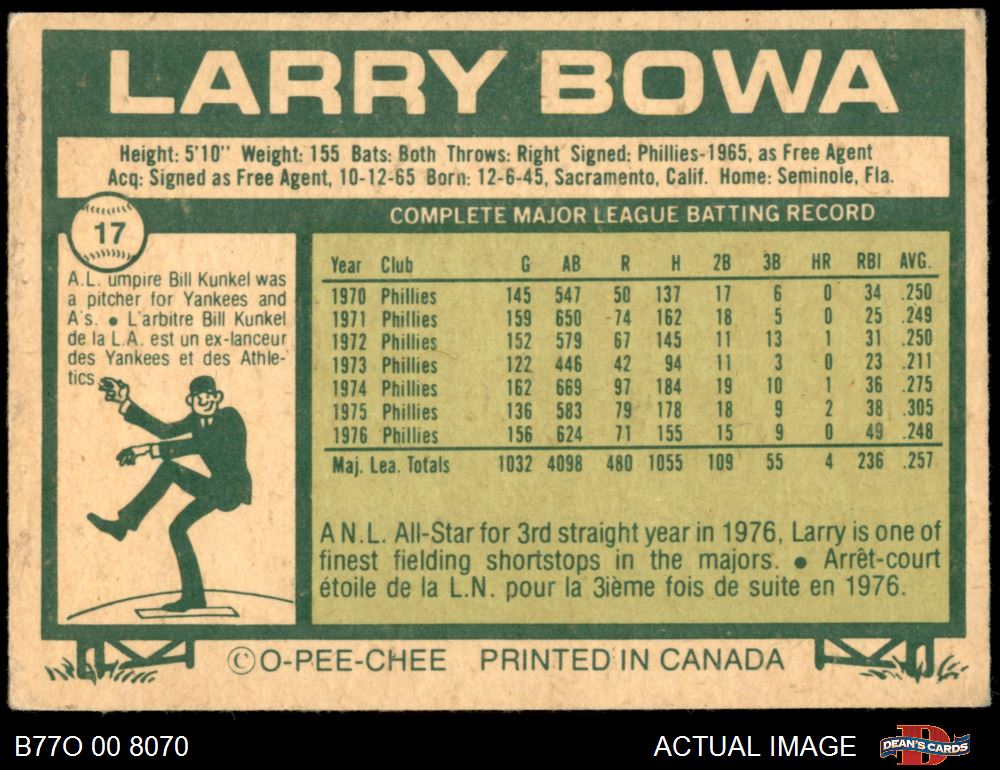 LARRY BOWA
Height: 5'10" Weight: 155 Bats: Both Throws: Right Signed: Phillies-1965, as Free Agent
Acq: Signed as Free Agent, 10-12-65 Born: 12-6-45, Sacramento, Calif. Home: Seminole, Fla.
17
A.L. umpire Bill Kunkel was
a pitcher for Yankees and
A's. ● L'arbitre Bill Kunkel
de la L.A. est un ex-lanceur
des Yankees et des Athle-
tics
COMPLETE MAJOR LEAGUE BATTING RECORD
Year Club G AB R H 2B 3B HR RBI AVG.
1970 Phillies 145 547 50 137 17 6 0 34 .250
1971 Phillies 159 650 74 162 18 5 0 25 .249
1972 Phillies 152 579 67 145 11 13 1 31 .250
1973 Phillies 122 446 42 94 11 3 0 23 .211
1974 Phillies 162 669 97 184 19 10 1 36 .275
1975 Phillies 136 583 79 178 18 9 2 38 .305
1976 Phillies 156 624 71 155 15 9 0 49 .248
Maj. Lea. Totals 1032 4098 480 1055 109 55 4 236 .257
A N.L. All-Star for 3rd straight year in 1976, Larry is one of
finest fielding shortstops in the majors. ● Arrêt-court
étoile de la L.N. pour la 3ième fois de suite en 1976.
©O-PEE-CHEE PRINTED IN CANADA
B77O 00 8070
ACTUAL IMAGE
D
DEAN'S CARDS